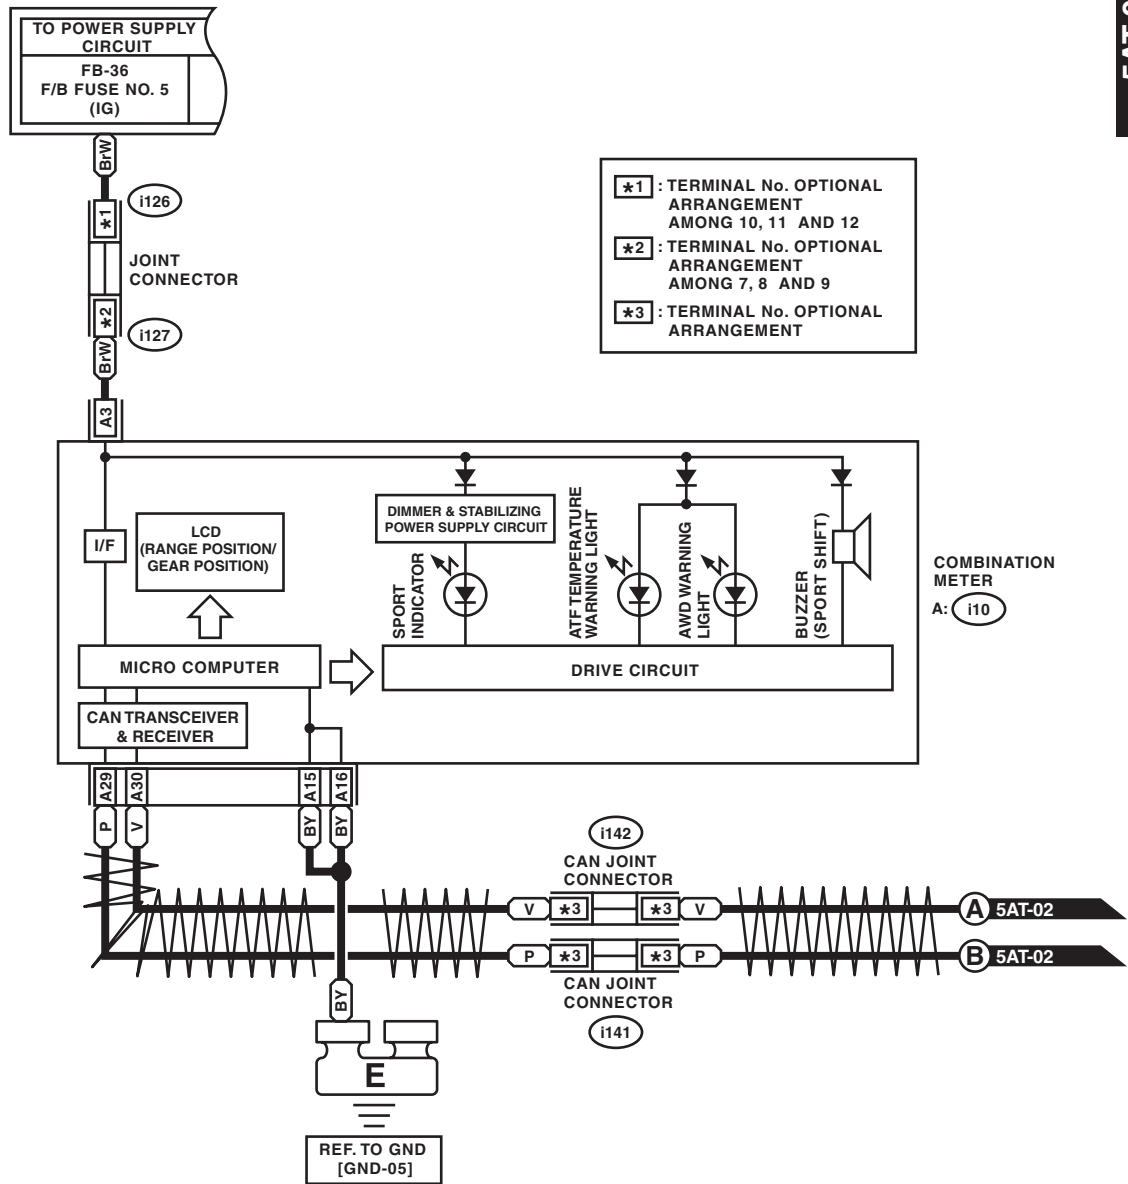 TO POWER SUPPLY
CIRCUIT
FB-36
F/B FUSE NO. 5
(IG)
BrW
*1
i126
JOINT
CONNECTOR
*2
i127
BrW
A3
*1 : TERMINAL No. OPTIONAL
ARRANGEMENT
AMONG 10, 11 AND 12
*2 : TERMINAL No. OPTIONAL
ARRANGEMENT
AMONG 7, 8 AND 9
*3 : TERMINAL No. OPTIONAL
ARRANGEMENT
I/F
LCD
(RANGE POSITION/
GEAR POSITION)
DIMMER & STABILIZING
POWER SUPPLY CIRCUIT
SPORT
INDICATOR
ATF TEMPERATURE
WARNING LIGHT
AWD WARNING
LIGHT
BUZZER
(SPORT SHIFT)
COMBINATION
METER
A: i10
MICRO COMPUTER
DRIVE CIRCUIT
CAN TRANSCEIVER
& RECEIVER
A29 A30 A15 A16
P V BY BY
i142
CAN JOINT
CONNECTOR
V *3 *3 V
A 5AT-02
P *3 *3 P
B 5AT-02
CAN JOINT
CONNECTOR
i141
BY
E
REF. TO GND
[GND-05]